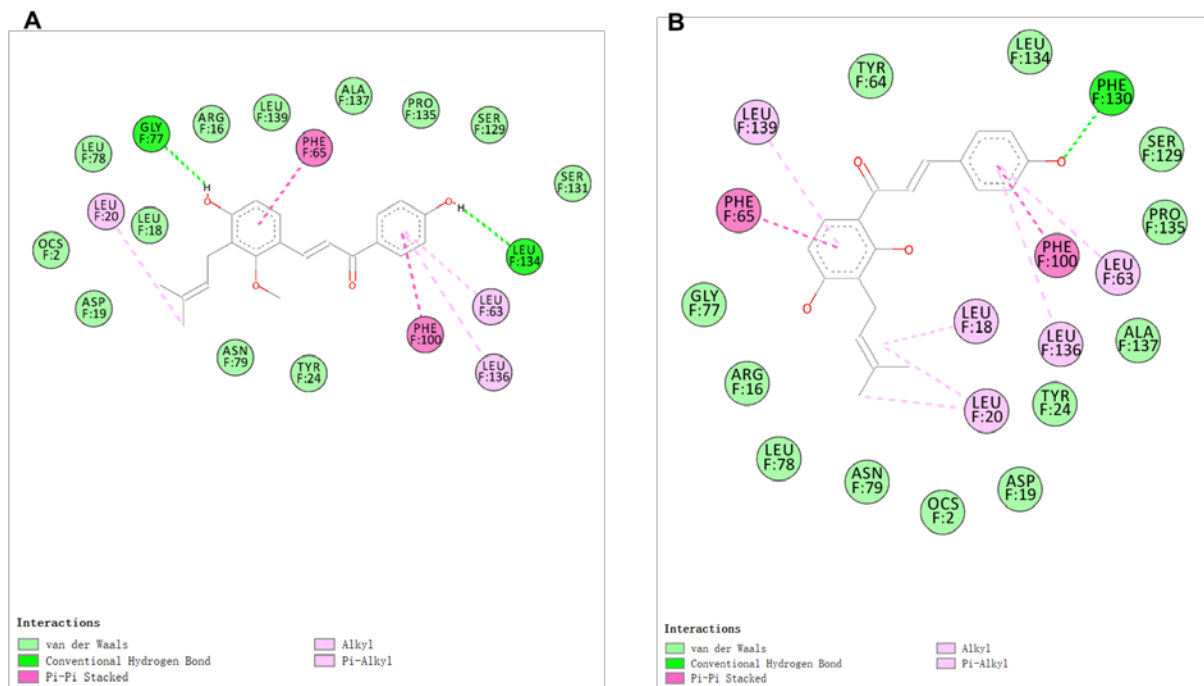 A
ALA
F:137
LEU
F:139
PRO
F:135
ARG
F:16
SER
F:129
GLY
F:77
PHE
F:65
LEU
F:78
SER
F:131
LEU
F:20
LEU
F:18
H
O
O
H
OCS
F:2
LEU
F:134
O
O
ASP
F:19
LEU
F:63
PHE
F:100
ASN
F:79
TYR
F:24
LEU
F:136
Interactions
van der Waals
Conventional Hydrogen Bond
Pi-Pi Stacked
Alkyl
Pi-Alkyl
B
LEU
F:134
TYR
F:64
PHE
F:130
LEU
F:139
SER
F:129
O
O
PHE
F:65
PRO
F:135
PHE
F:100
O
LEU
F:63
GLY
F:77
O
LEU
F:18
LEU
F:136
ALA
F:137
ARG
F:16
LEU
F:20
TYR
F:24
LEU
F:78
ASN
F:79
ASP
F:19
OCS
F:2
Interactions
van der Waals
Conventional Hydrogen Bond
Pi-Pi Stacked
Alkyl
Pi-Alkyl